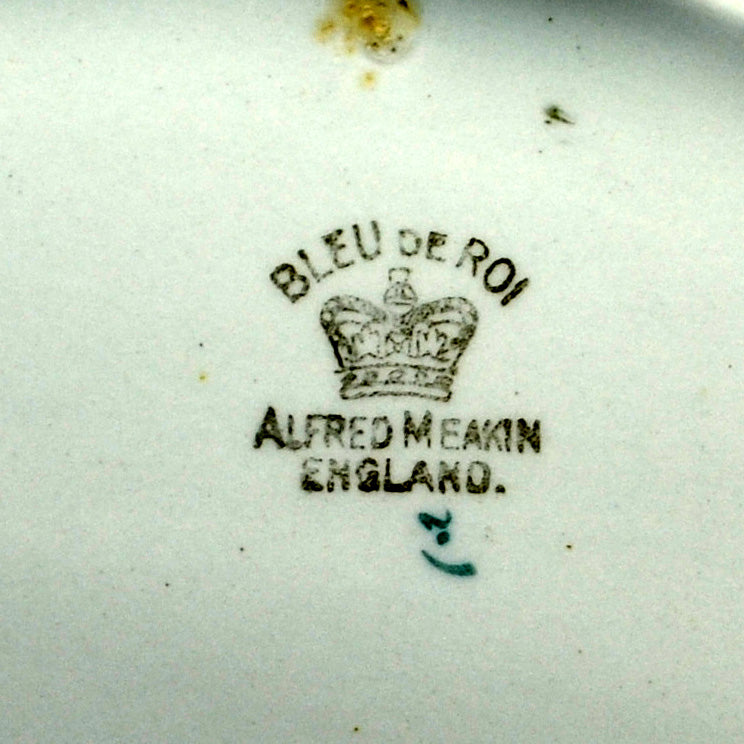 BLEU DE ROI
ALFRED MEAKIN
ENGLAND.